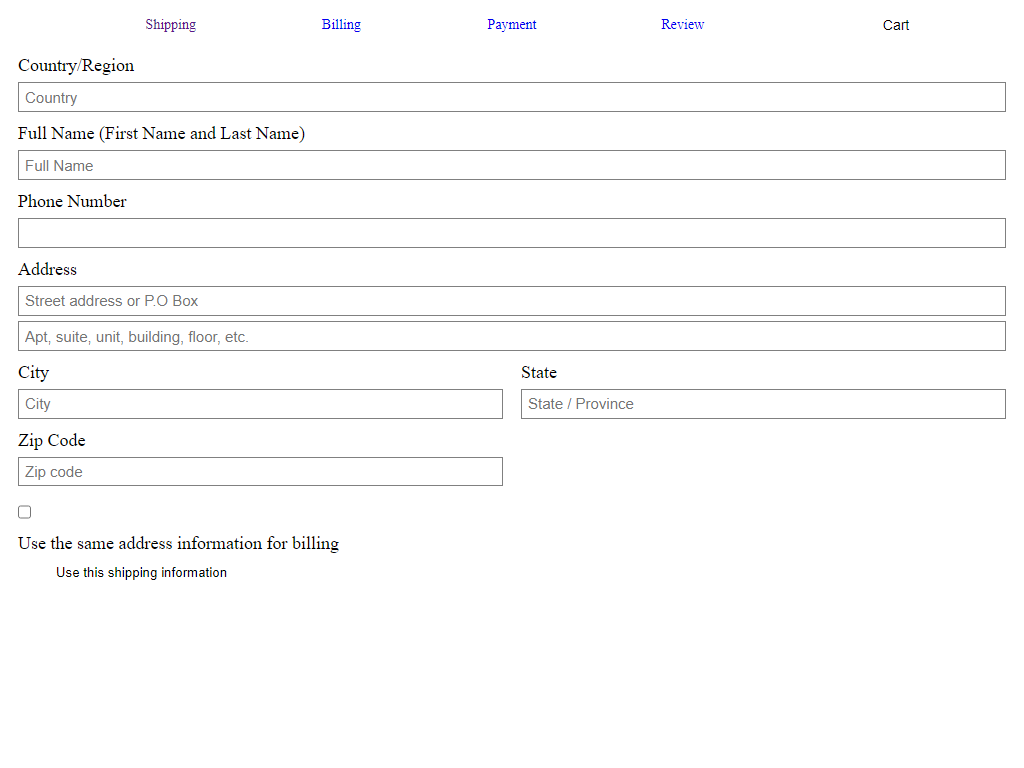 Shipping Billing Payment Review Cart
Country/Region
Country
Full Name (First Name and Last Name)
Full Name
Phone Number
Address
Street address or P.O Box
Apt, suite, unit, building, floor, etc.
City State
City State / Province
Zip Code
Zip code
Use the same address information for billing
Use this shipping information